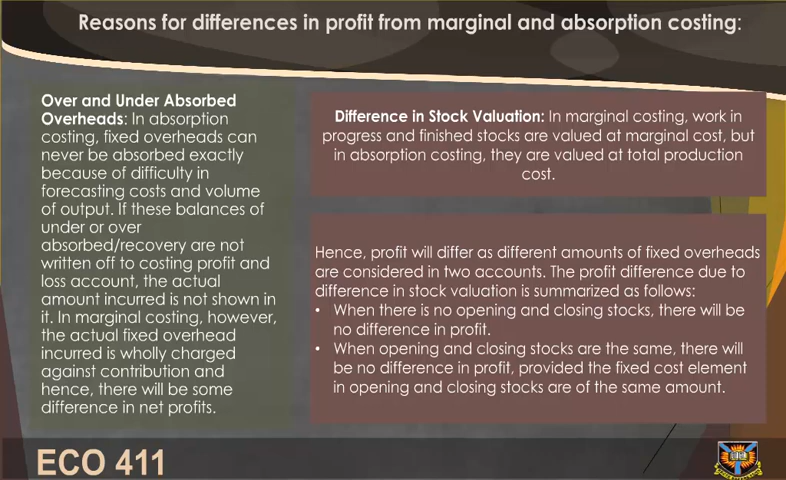 Reasons for differences in profit from marginal and absorption costing:
Over and Under Absorbed
Overheads: In absorption
costing, fixed overheads can
never be absorbed exactly
because of difficulty in
forecasting costs and volume
of output. If these balances of
under or over
absorbed/recovery are not
written off to costing profit and
loss account, the actual
amount incurred is not shown in
it. In marginal costing, however,
the actual fixed overhead
incurred is wholly charged
against contribution and
hence, there will be some
difference in net profits.
Difference in Stock Valuation: In marginal costing, work in
progress and finished stocks are valued at marginal cost, but
in absorption costing, they are valued at total production
cost.
Hence, profit will differ as different amounts of fixed overheads
are considered in two accounts. The profit difference due to
difference in stock valuation is summarized as follows:
• When there is no opening and closing stocks, there will be
no difference in profit.
• When opening and closing stocks are the same, there will
be no difference in profit, provided the fixed cost element
in opening and closing stocks are of the same amount.
ECO 411